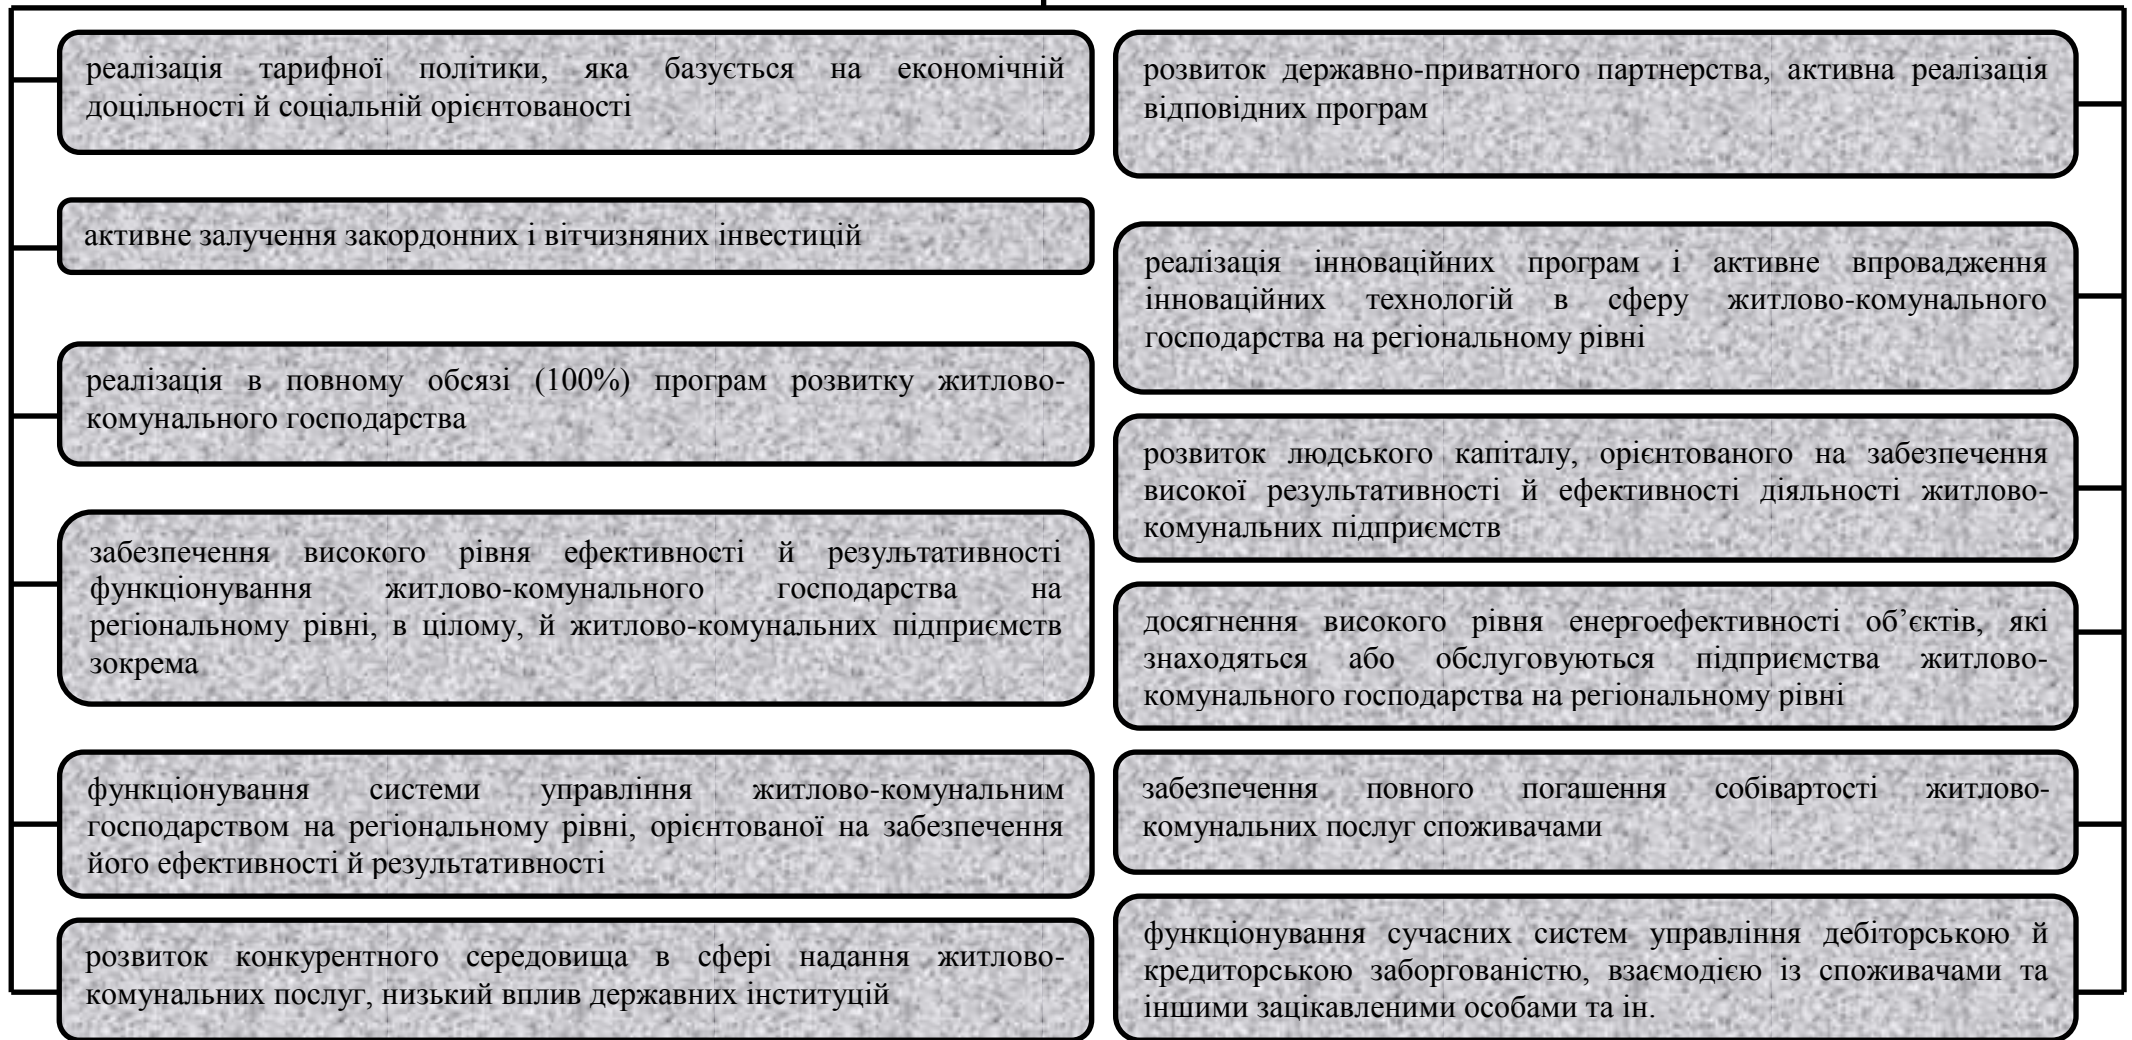 реалізація тарифної політики, яка базується на економічній
доцільності й соціальній орієнтованості
активне залучення закордонних і вітчизняних інвестицій
реалізація в повному обсязі (100%) програм розвитку житлово-
комунального господарства
забезпечення високого рівня ефективності й результативності
функціонування житлово-комунального господарства на
регіональному рівні, в цілому, й житлово-комунальних підприємств
зокрема
функціонування системи управління житлово-комунальним
господарством на регіональному рівні, орієнтованої на забезпечення
його ефективності й результативності
розвиток конкурентного середовища в сфері надання житлово-
комунальних послуг, низький вплив державних інституцій
розвиток державно-приватного партнерства, активна реалізація
відповідних програм
реалізація інноваційних програм і активне впровадження
інноваційних технологій в сферу житлово-комунального
господарства на регіональному рівні
розвиток людського капіталу, орієнтованого на забезпечення
високої результативності й ефективності діяльності житлово-
комунальних підприємств
досягнення високого рівня енергоефективності об’єктів, які
знаходяться або обслуговуються підприємства житлово-
комунального господарства на регіональному рівні
забезпечення повного погашення собівартості житлово-
комунальних послуг споживачами
функціонування сучасних систем управління дебіторською й
кредиторською заборгованістю, взаємодією із споживачами та
іншими зацікавленими особами та ін.